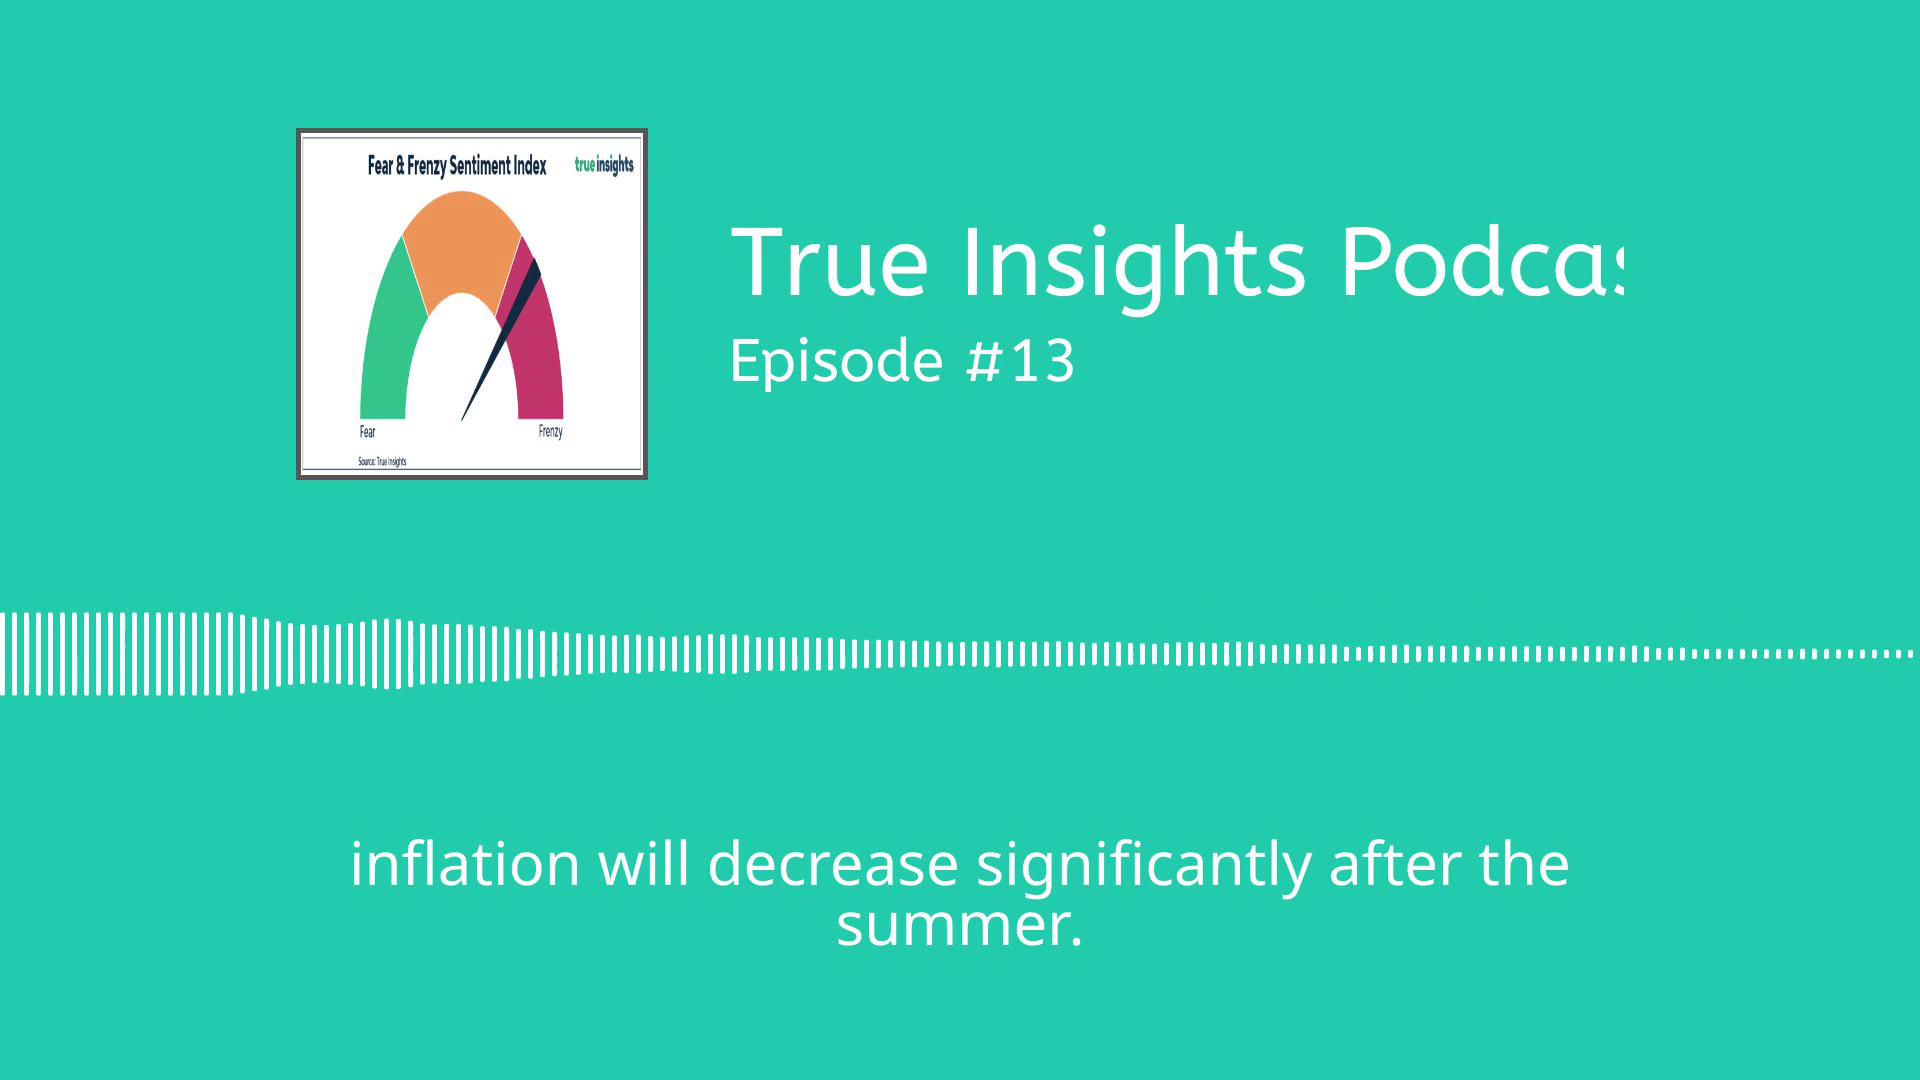 Fear & Frenzy Sentiment Index
true insights
Fear
Frenzy
Source: True Insights
True Insights Podcas
Episode #13
inflation will decrease significantly after the
summer.